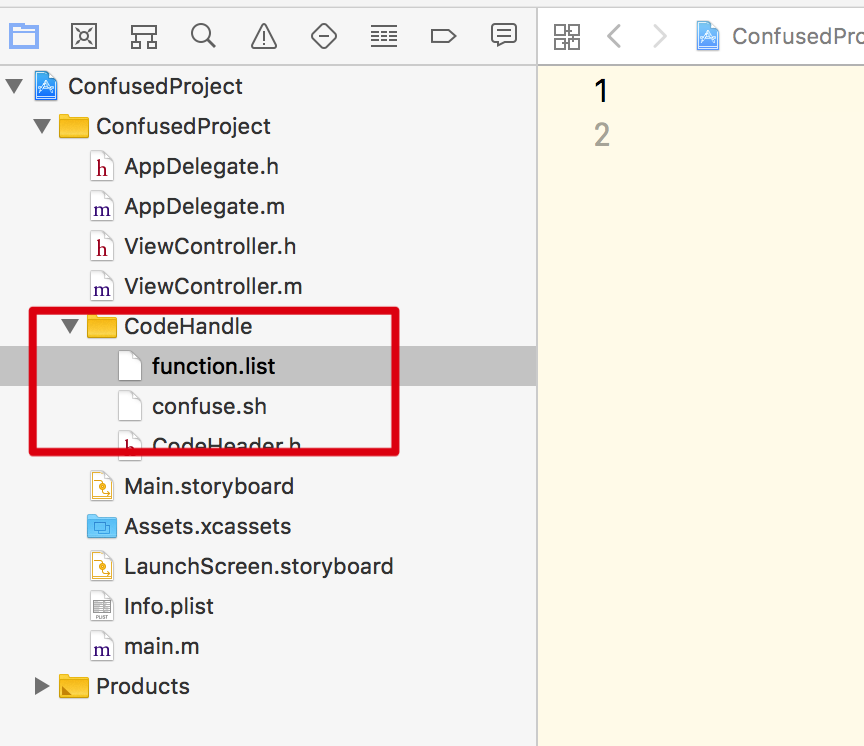 ConfusedPro
ConfusedProject
1
ConfusedProject
2
h AppDelegate.h
m AppDelegate.m
h ViewController.h
m ViewController.m
CodeHandle
function.list
confuse.sh
h CodeHeader.h
Main.storyboard
Assets.xcassets
LaunchScreen.storyboard
PLIST Info.plist
m main.m
Products